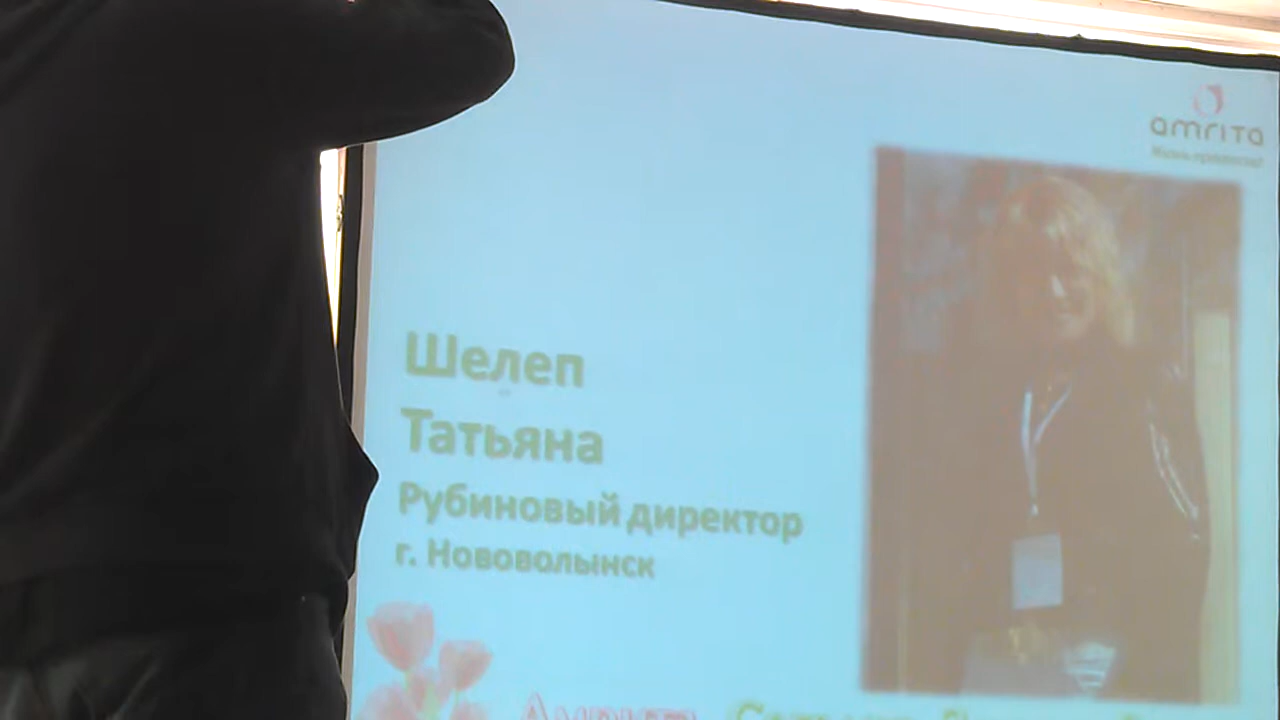 amrita
Шелеп
Татьяна
Рубиновый директор
г. Нововолынск